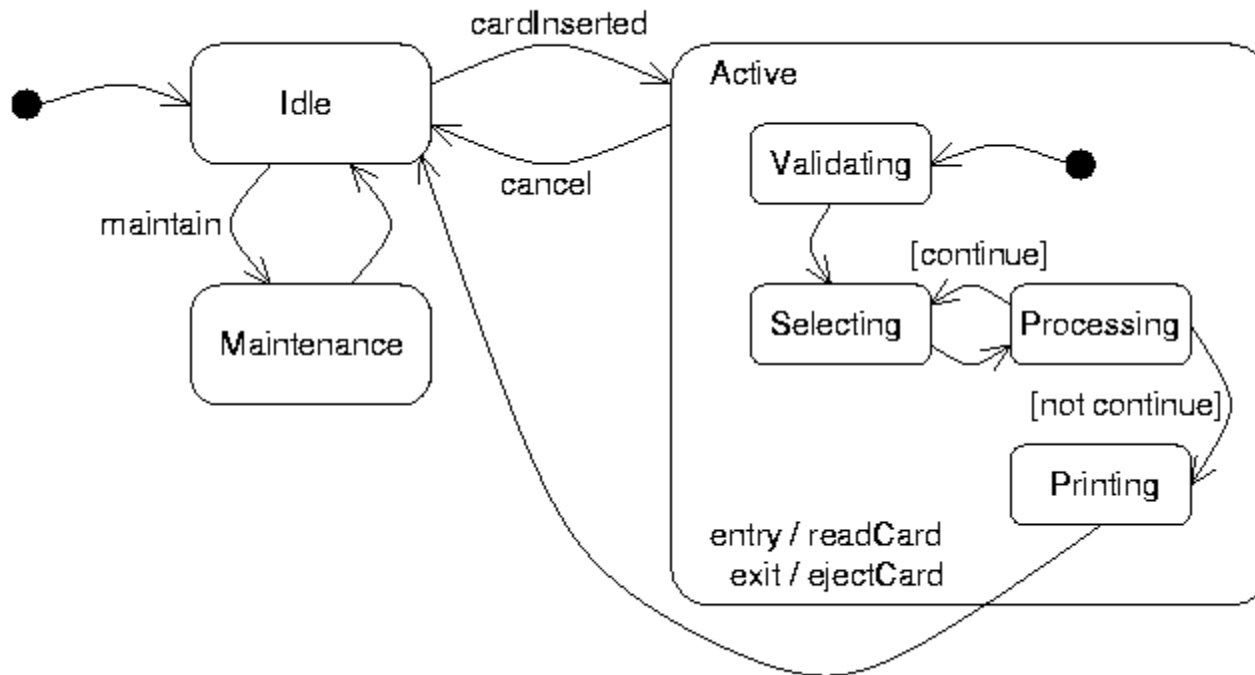 cardInserted
Active
Idle
Validating
cancel
maintain
[continue]
Selecting
Processing
Maintenance
[not continue]
Printing
entry / readCard
exit / ejectCard